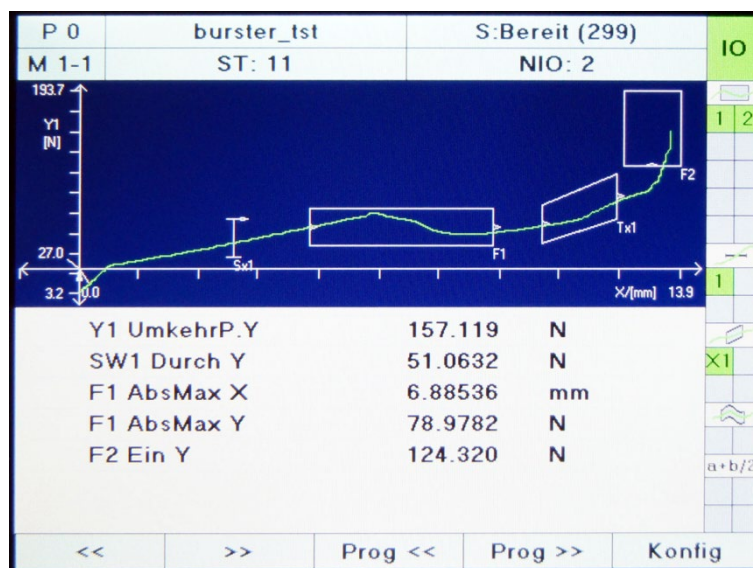 P 0 burster_tst S:Bereit (299) IO
M 1-1 ST: 11 NIO: 2
193.7
Y1
[N]
1 2
F2
Tx1
F1
Sx1
27.0
3.2 0.0 X/[mm] 13.9
1
Y1 UmkehrP.Y 157.119 N
SW1 Durch Y 51.0632 N
X1
F1 AbsMax X 6.88536 mm
F1 AbsMax Y 78.9782 N
F2 Ein Y 124.320 N
a+b/2
<< >> Prog << Prog >> Konfig